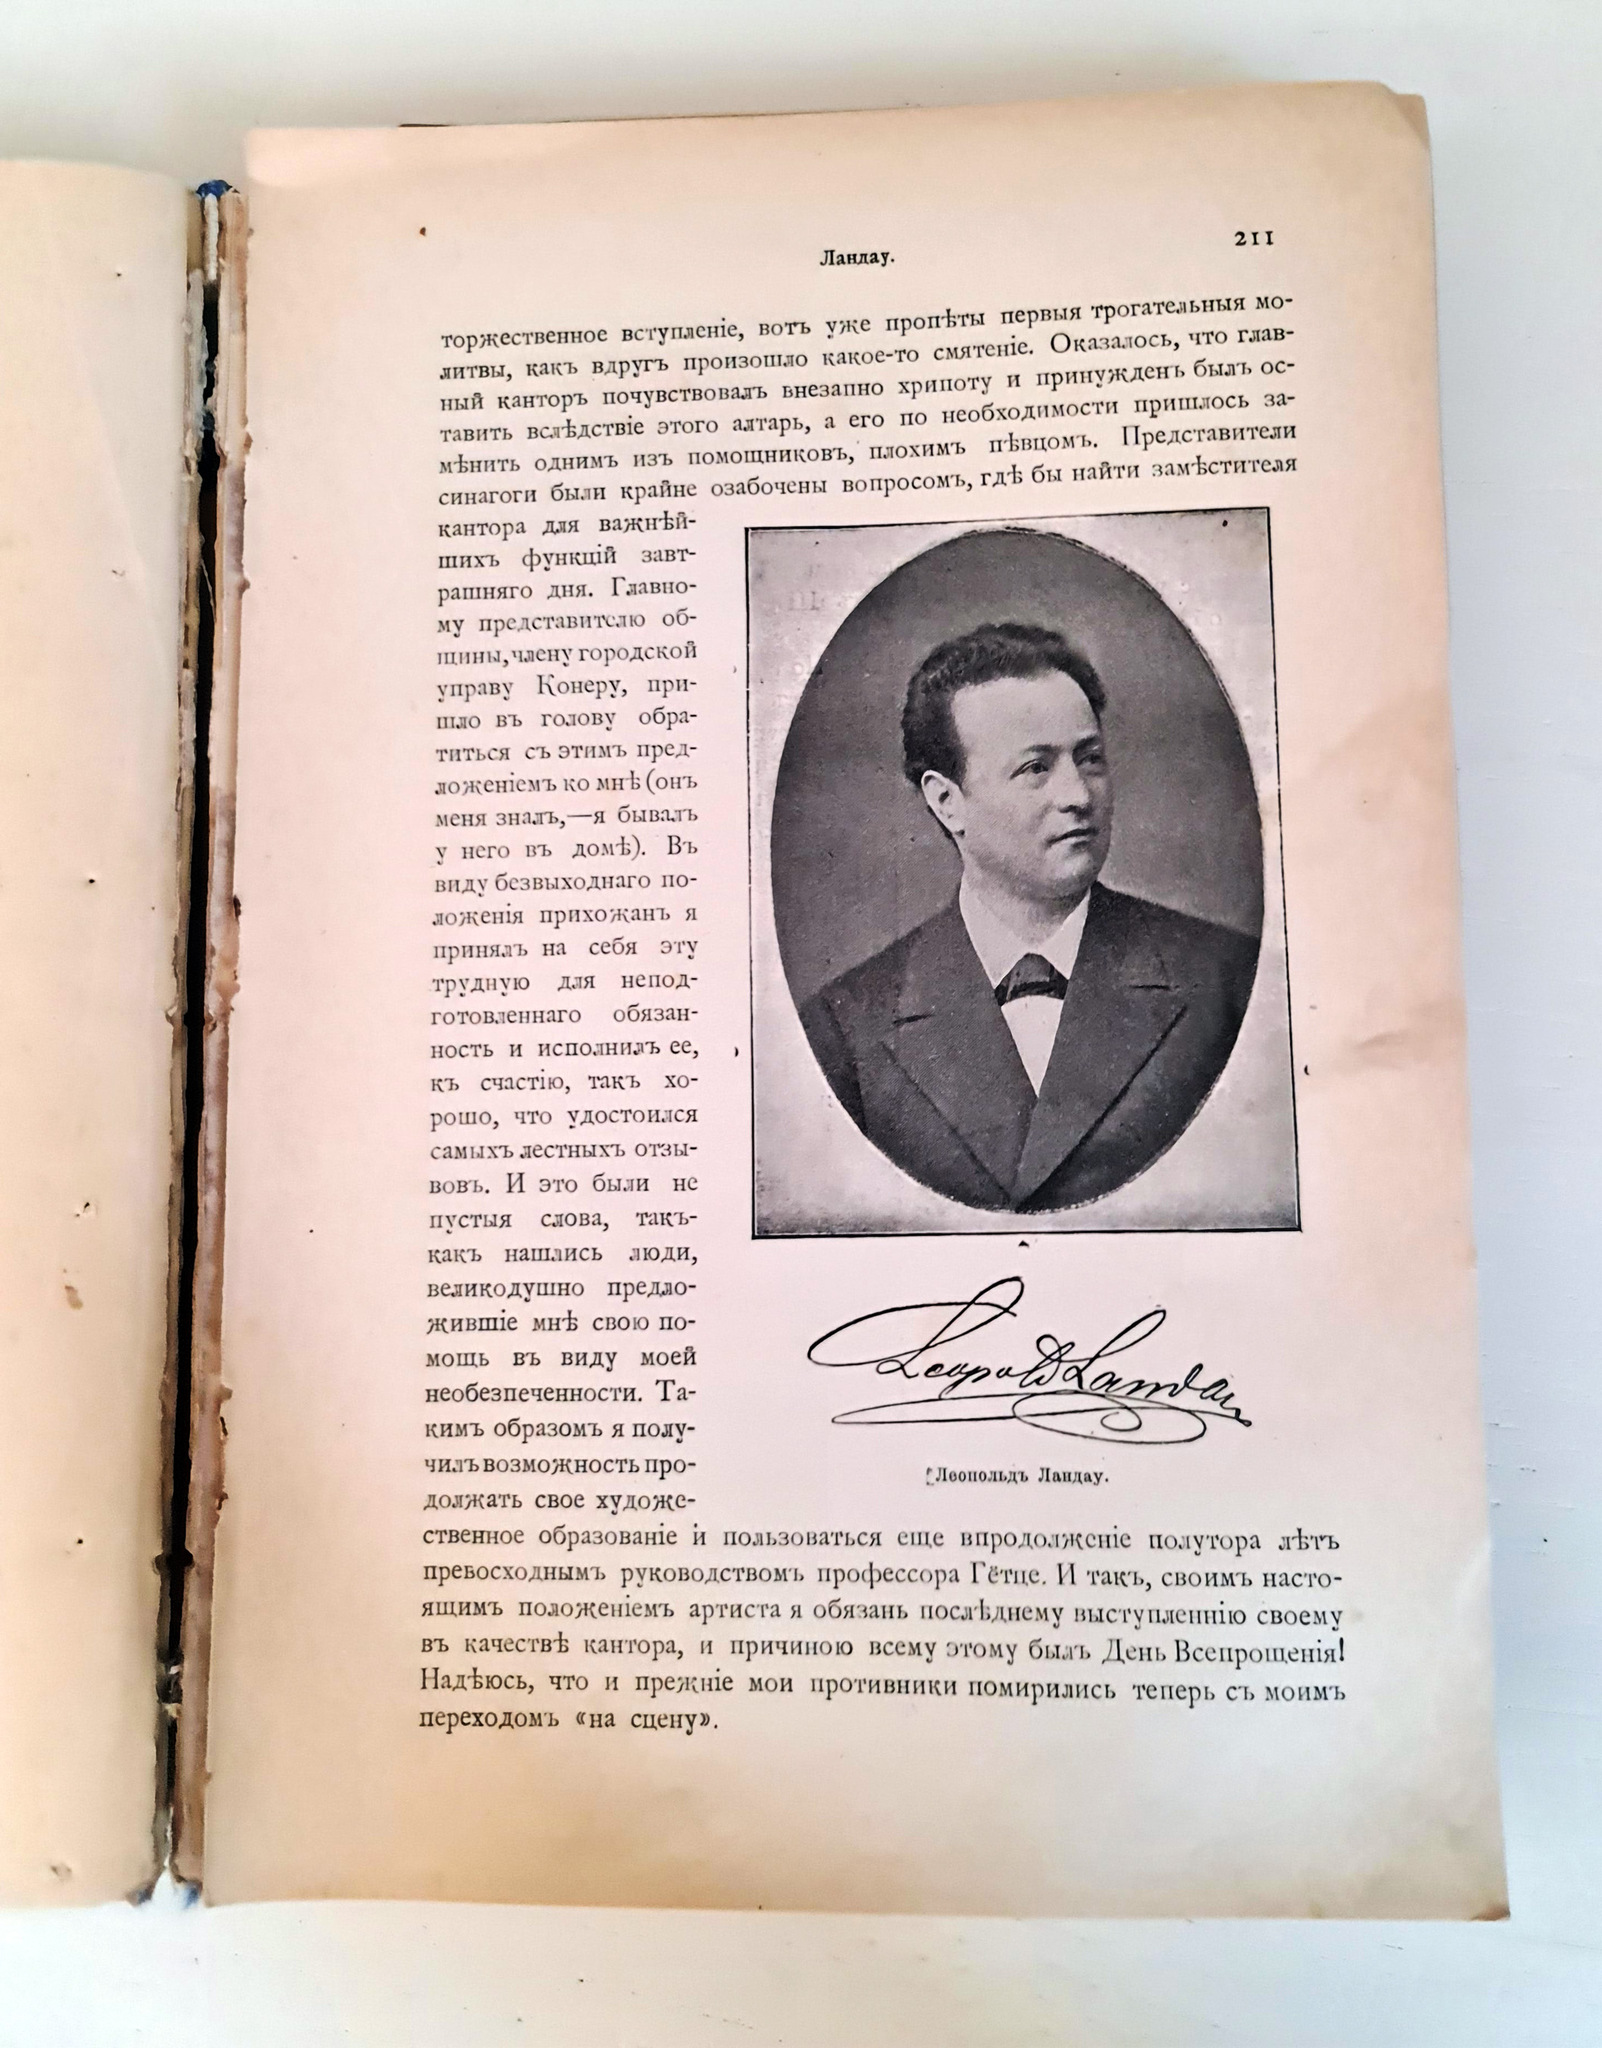 211
Ландау.
торжественное вступленіе, вотъ уже пропѣты первыя трогательныя мо-
литвы, какъ вдругъ произошло какое-то смятеніе. Оказалось, что глав-
ный канторъ почувствовалъ внезапно хрипоту и принужденъ былъ ос-
тавить вслѣдствіе этого алтарь, а его по необходимости пришлось за-
мѣнить однимъ изъ помощниковъ, плохимъ пѣвцомъ. Представители
синагоги были крайне озабочены вопросомъ, гдѣ бы найти замѣстителя
кантора для важнѣй-
шихъ функцій завт-
рашняго дня. Главно-
му представителю об-
щины, члену городской
управу Конеру, при-
шло въ голову обра-
титься съ этимъ пред-
ложеніемъ ко мнѣ (онъ
меня зналъ,—я бывалъ
у него въ домѣ). Въ
виду безвыходнаго по-
ложенія прихожанъ я
принялъ на себя эту
трудную для непод-
готовленнаго обязан-
ность и исполнилъ ее,
къ счастію, такъ хо-
рошо, что удостоился
самыхъ лестныхъ отзы-
вовъ. И это были не
пустыя слова, такъ-
какъ нашлись люди,
великодушно предло-
жившіе мнѣ свою по-
мощь въ виду моей
необезпеченности. Та-
кимъ образомъ я полу-
чилъ возможность про-
должать свое художе-
ственное образованіе и пользоваться еще впродолженіе полутора лѣтъ
превосходнымъ руководствомъ профессора Гётце. И такъ, своимъ насто-
ящимъ положеніемъ артиста я обязанъ послѣднему выступленію своему
въ качествѣ кантора, и причиною всему этому былъ День Всепрощенія!
Надѣюсь, что и прежніе мои противники помирились теперь съ моимъ
переходомъ «на сцену».
Leopold Landau
Леопольдъ Ландау.